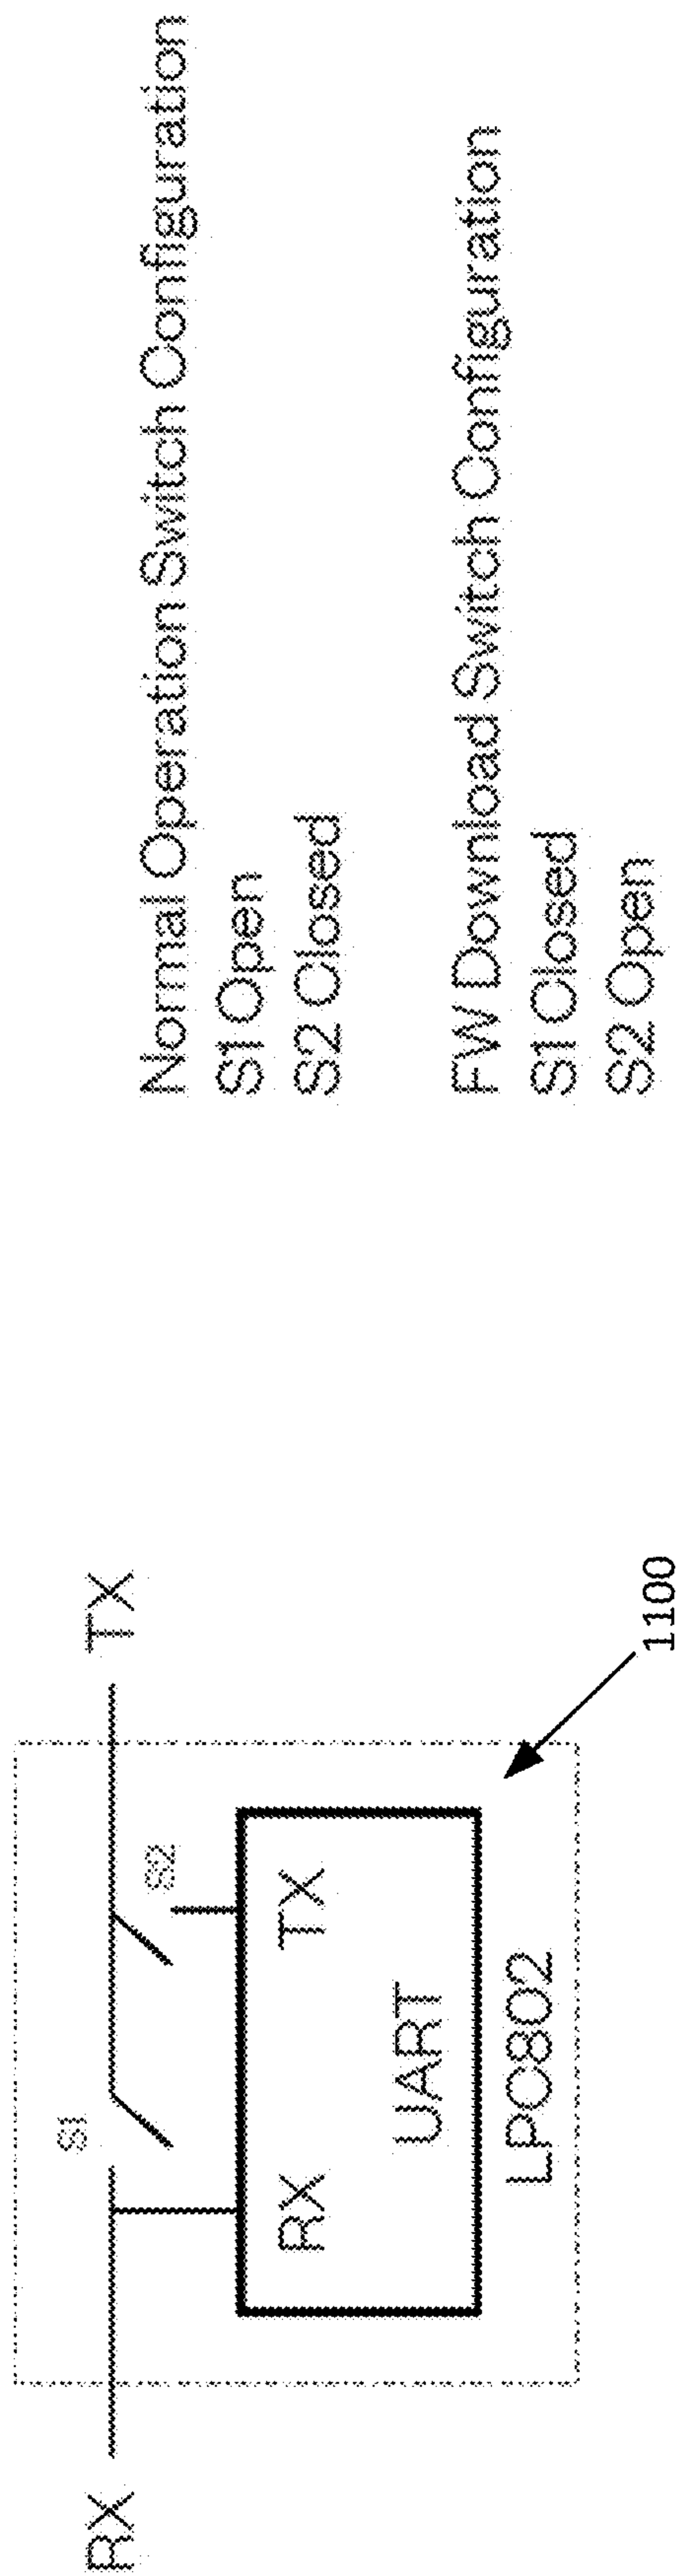 RX
S1
S2
TX
RX
TX
UART
LPC802
1100
Normal Operation Switch Configuration
S1 Open
S2 Closed
FW Download Switch Configuration
S1 Closed
S2 Open